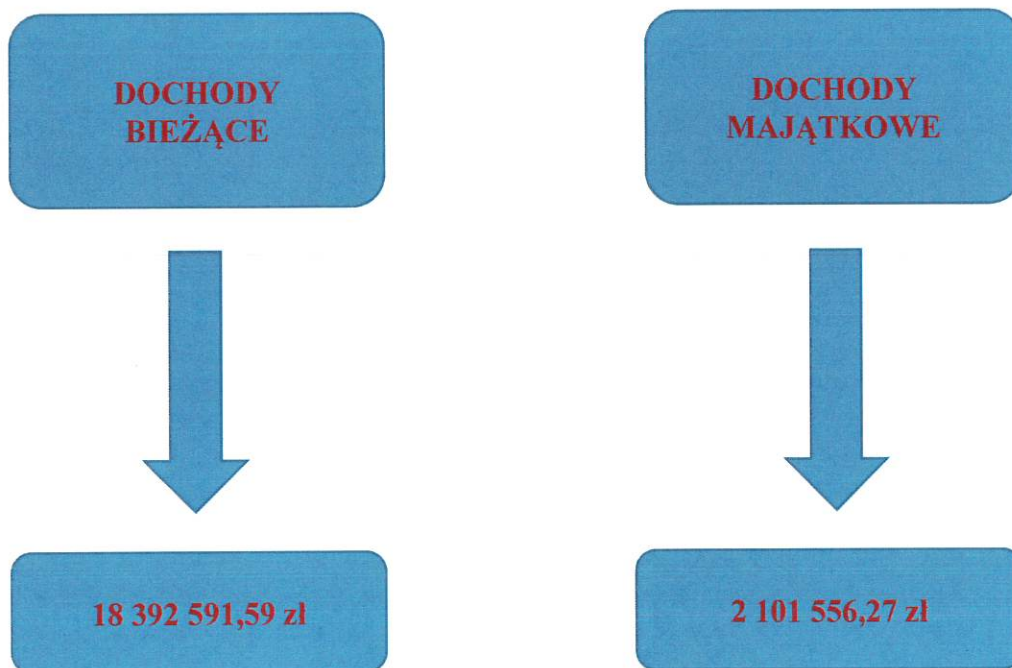 DOCHODY
BIEŻĄCE
DOCHODY
MAJĄTKOWE
18 392 591,59 zł
2 101 556,27 zł